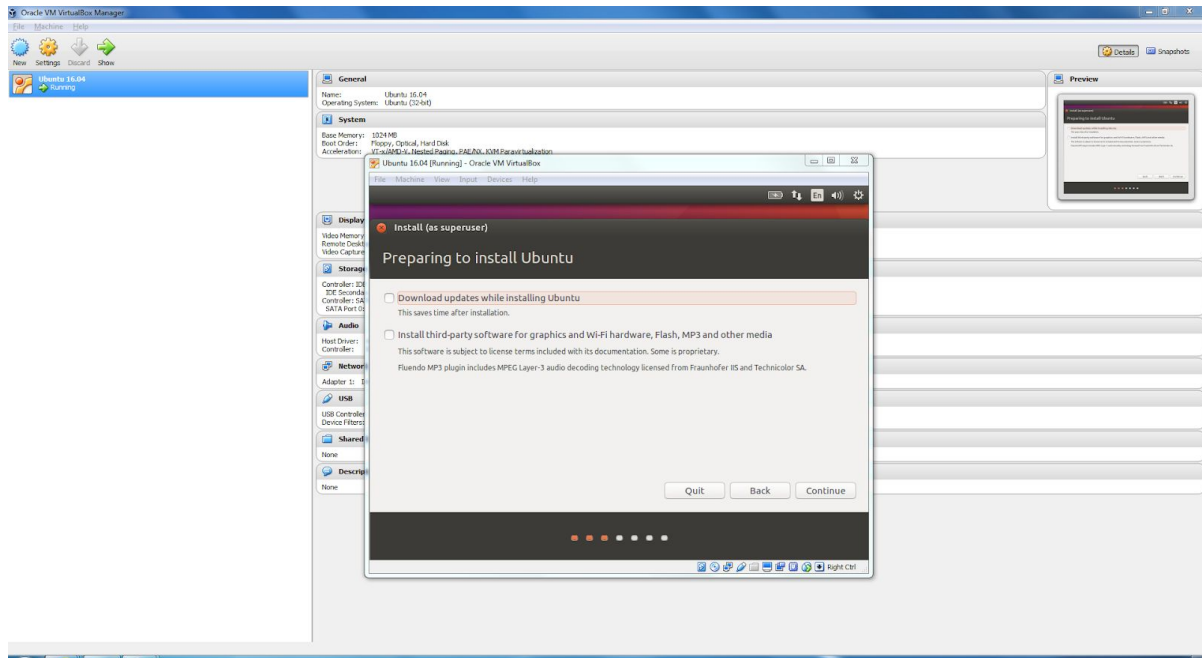 Oracle VM VirtualBox Manager
File Machine Help
New Settings Discard Show
Details Snapshots
Ubuntu 16.04
Running
General
Name: Ubuntu 16.04
Operating System: Ubuntu (32-bit)
System
Base Memory: 1024 MB
Boot Order: Floppy, Optical, Hard Disk
Acceleration: VT-x/AMD-V, Nested Paging, PAE/NX, KVM Paravirtualization
Preview
Preparing to install Ubuntu
Ubuntu 16.04 [Running] - Oracle VM VirtualBox
File Machine View Input Devices Help
En
Install (as superuser)
Preparing to install Ubuntu
Download updates while installing Ubuntu
This saves time after installation.
Install third-party software for graphics and Wi-Fi hardware, Flash, MP3 and other media
This software is subject to license terms included with its documentation. Some is proprietary.
Fluendo MP3 plugin includes MPEG Layer-3 audio decoding technology licensed from Fraunhofer IIS and Technicolor SA.
Quit Back Continue
Right Ctrl
Display
Video Memory
Remote Deskt
Video Capture
Storage
Controller: IDE
IDE Seconda
Controller: SA
SATA Port 0:
Audio
Host Driver:
Controller:
Networ
Adapter 1:
USB
USB Controller
Device Filters:
Shared
None
Descrip
None